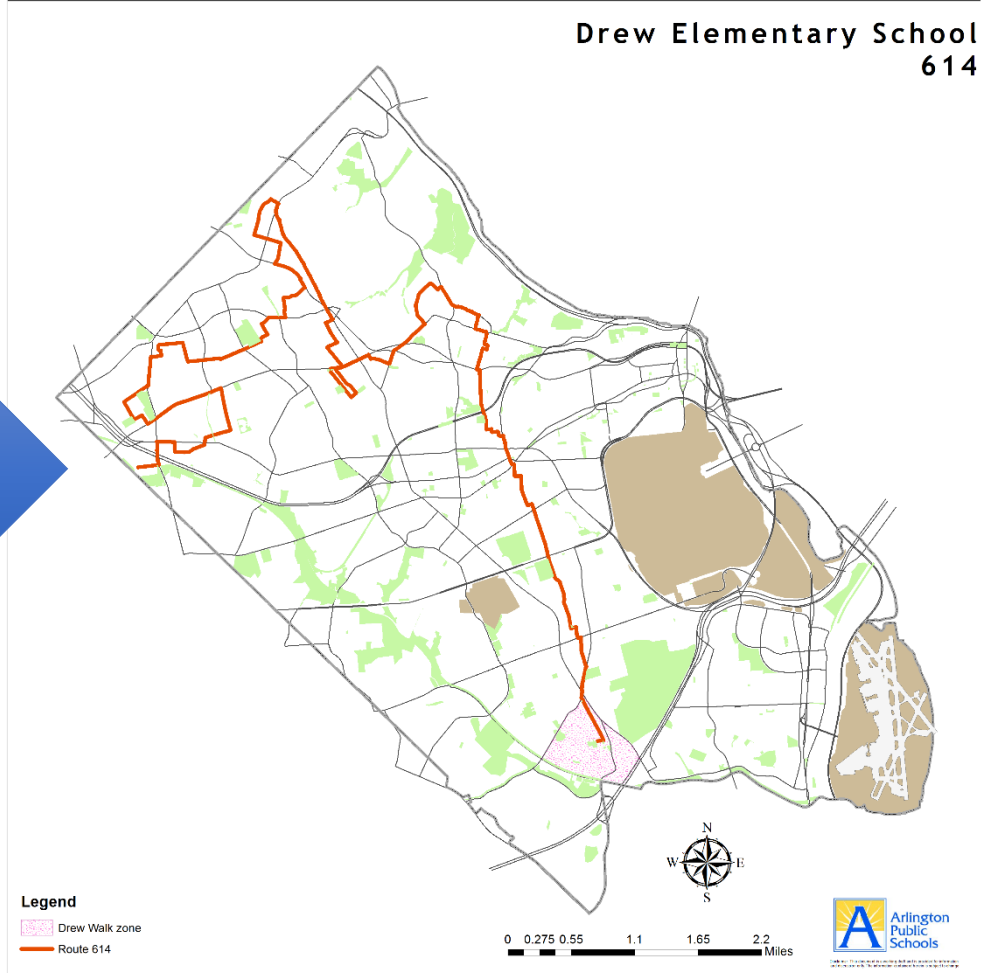 Drew Elementary School
614
N
W E
S
Legend
Drew Walk zone
Route 614
0 0.275 0.55 1.1 1.65 2.2
Miles
A
Arlington
Public
Schools